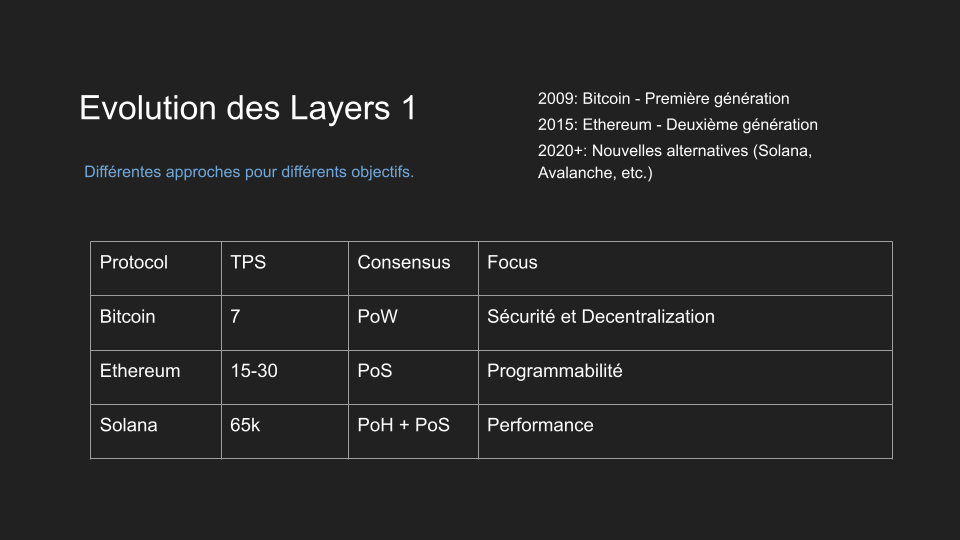 Evolution des Layers 1
Différentes approches pour différents objectifs.
2009: Bitcoin - Première génération
2015: Ethereum - Deuxième génération
2020+: Nouvelles alternatives (Solana,
Avalanche, etc.)
Protocol TPS Consensus Focus
Bitcoin 7 PoW Sécurité et Decentralization
Ethereum 15-30 PoS Programmabilité
Solana 65k PoH + PoS Performance